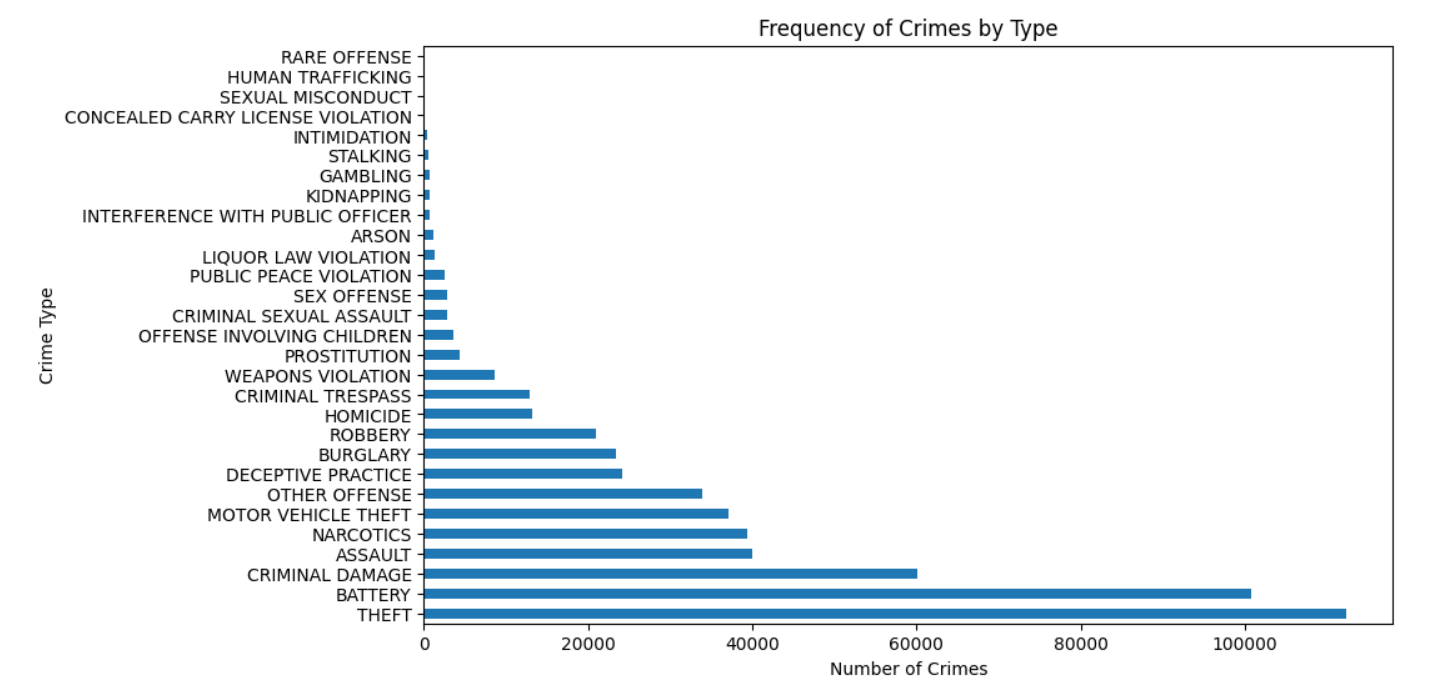 Frequency of Crimes by Type
RARE OFFENSE
HUMAN TRAFFICKING
SEXUAL MISCONDUCT
CONCEALED CARRY LICENSE VIOLATION
INTIMIDATION
STALKING
GAMBLING
KIDNAPPING
INTERFERENCE WITH PUBLIC OFFICER
ARSON
LIQUOR LAW VIOLATION
PUBLIC PEACE VIOLATION
SEX OFFENSE
CRIMINAL SEXUAL ASSAULT
OFFENSE INVOLVING CHILDREN
PROSTITUTION
WEAPONS VIOLATION
CRIMINAL TRESPASS
HOMICIDE
ROBBERY
BURGLARY
DECEPTIVE PRACTICE
OTHER OFFENSE
MOTOR VEHICLE THEFT
NARCOTICS
ASSAULT
CRIMINAL DAMAGE
BATTERY
THEFT
Crime Type
0 20000 40000 60000 80000 100000
Number of Crimes